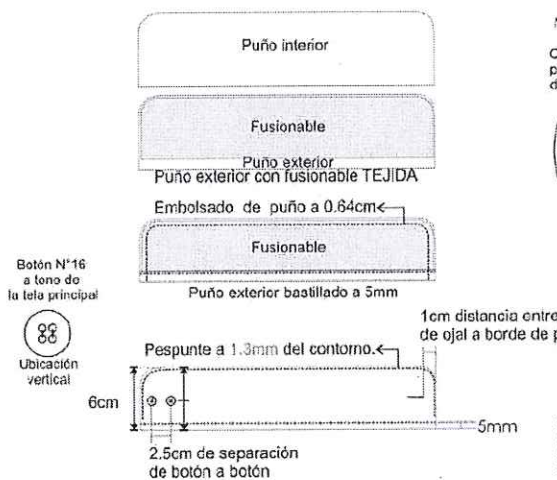 Puño interior
Fusionable
Puño exterior
Puño exterior con fusionable TEJIDA
Embolsado de puño a 0.64cm
Fusionable
Puño exterior bastillado a 5mm
Botón N°16
a tono de
la tela principal
Ubicación
vertical
1cm distancia entre
de ojal a borde de p
Pespunte a 1.3mm del contorno.
6cm
5mm
2.5cm de separación
de botón a botón